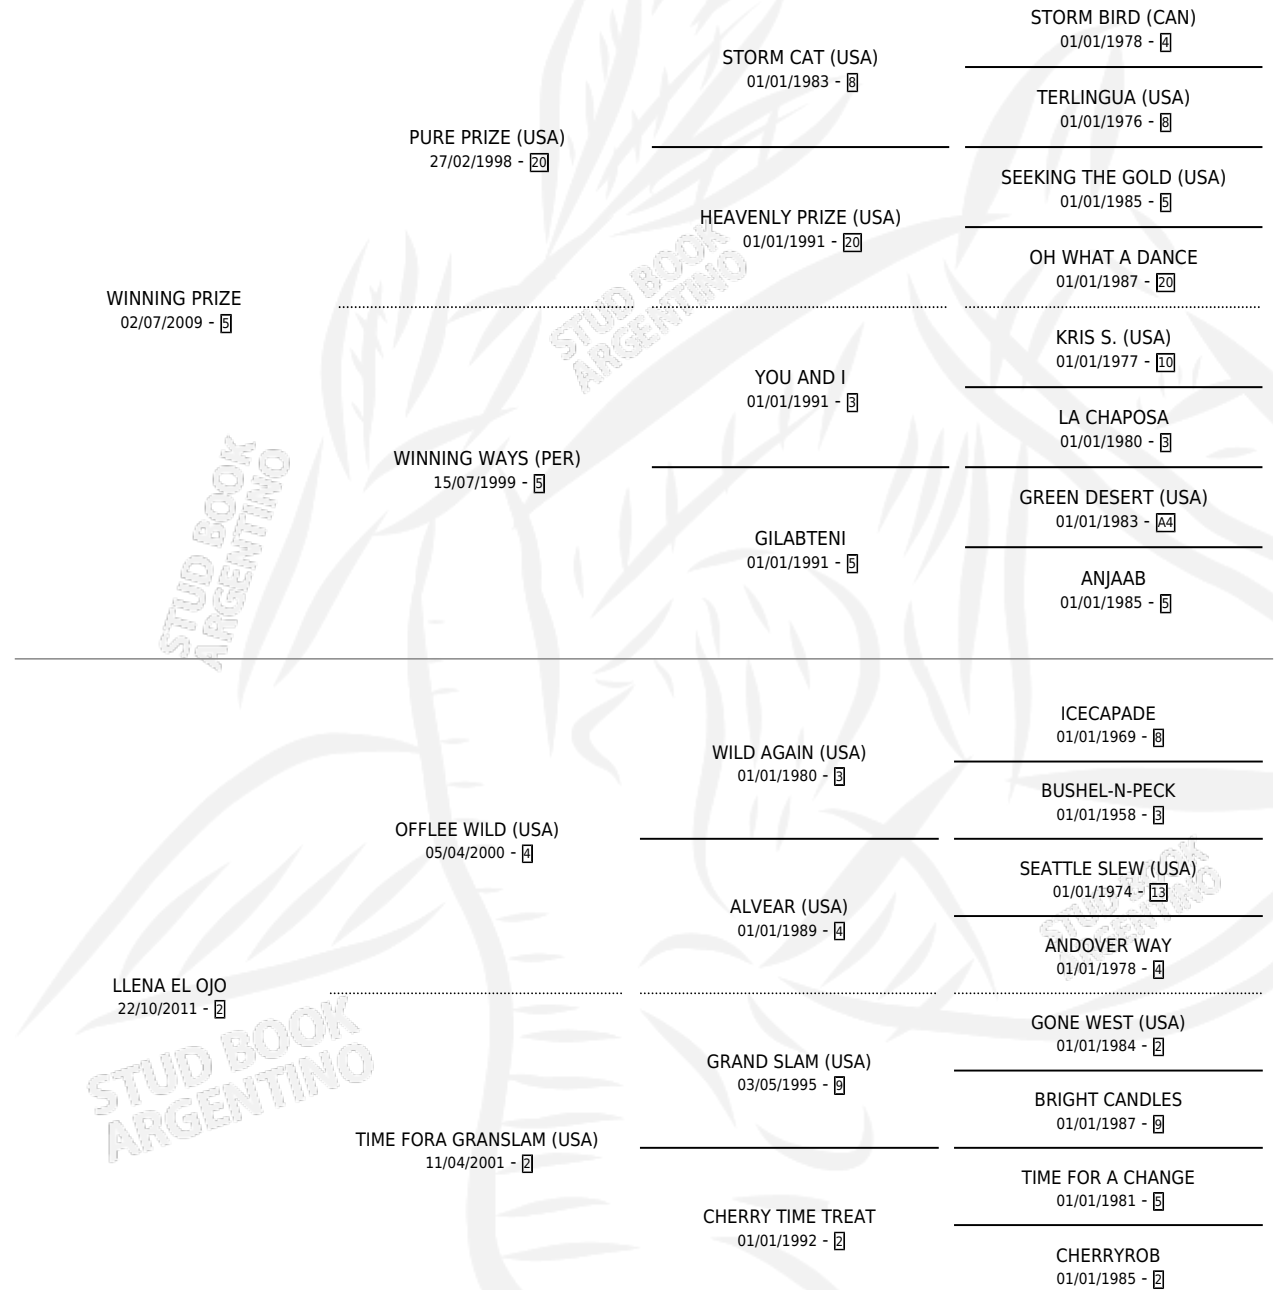 STORM BIRD (CAN)
01/01/1978 - 4
STORM CAT (USA)
01/01/1983 - 8
TERLINGUA (USA)
01/01/1976 - 8
PURE PRIZE (USA)
27/02/1998 - 20
SEEKING THE GOLD (USA)
01/01/1985 - 5
HEAVENLY PRIZE (USA)
01/01/1991 - 20
OH WHAT A DANCE
01/01/1987 - 20
WINNING PRIZE
02/07/2009 - 5
KRIS S. (USA)
01/01/1977 - 10
YOU AND I
01/01/1991 - 3
LA CHAPOSA
01/01/1980 - 3
WINNING WAYS (PER)
15/07/1999 - 5
GREEN DESERT (USA)
01/01/1983 - A4
GILABTENI
01/01/1991 - 5
ANJAAB
01/01/1985 - 5
STUD BOOK
ARGENTINO
STUD BOOK
ARGENTINO
ICECAPADE
01/01/1969 - 8
WILD AGAIN (USA)
01/01/1980 - 3
BUSHEL-N-PECK
01/01/1958 - 3
OFFLEE WILD (USA)
05/04/2000 - 4
SEATTLE SLEW (USA)
01/01/1974 - 13
ALVEAR (USA)
01/01/1989 - 4
ANDOVER WAY
01/01/1978 - 4
LLENA EL OJO
22/10/2011 - 2
GONE WEST (USA)
01/01/1984 - 2
GRAND SLAM (USA)
03/05/1995 - 9
BRIGHT CANDLES
01/01/1987 - 9
TIME FORA GRANSLAM (USA)
11/04/2001 - 2
TIME FOR A CHANGE
01/01/1981 - 5
CHERRY TIME TREAT
01/01/1992 - 2
CHERRYROB
01/01/1985 - 2
STUD BOOK
ARGENTINO
STUD BOOK
ARGENTINO